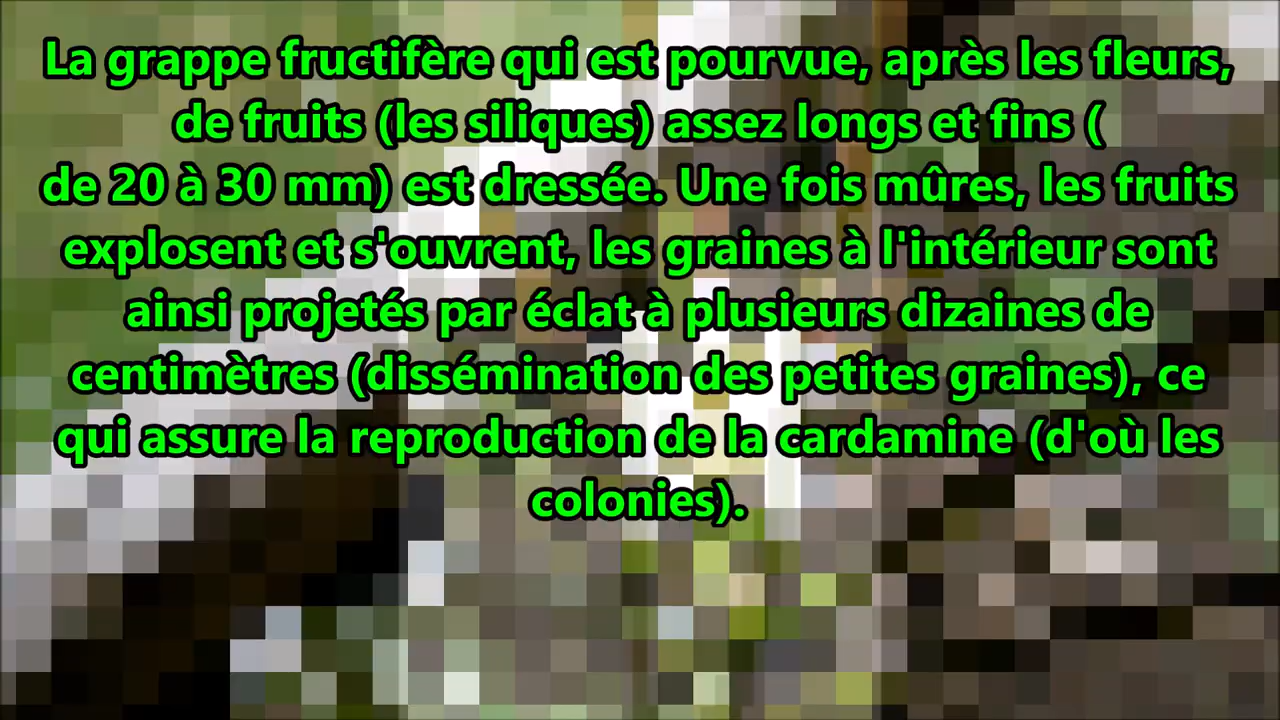 La grappe fructifère qui est pourvue, après les fleurs,
de fruits (les siliques) assez longs et fins (
de 20 à 30 mm) est dressée. Une fois mûres, les fruits
explosent et s'ouvrent, les graines à l'intérieur sont
ainsi projetés par éclat à plusieurs dizaines de
centimètres (dissémination des petites graines), ce
qui assure la reproduction de la cardamine (d'où les
colonies).